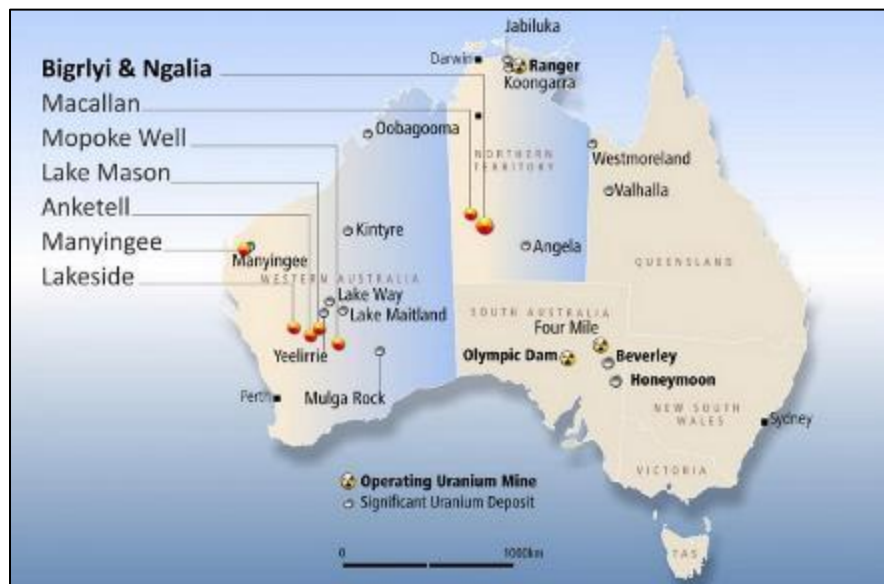 Bigrlyi & Ngalia
Macallan
Mopoke Well
Lake Mason
Anketell
Manyingee
Lakeside
Jabiluka
Darwin
Ranger
Koongarra
Oobagooma
NORTHERN
TERRITORY
Westmoreland
Valhalla
Kintyre
Angela
Manyingee
QUEENSLAND
WESTERN AUSTRALIA
Lake Way
Lake Maitland
SOUTH AUSTRALIA
Four Mile
Yeelirrie
Olympic Dam
Beverley
Honeymoon
Perth
Mulga Rock
NEW SOUTH
WALES
Sydney
VICTORIA
Operating Uranium Mine
Significant Uranium Deposit
0
1000km
TAS